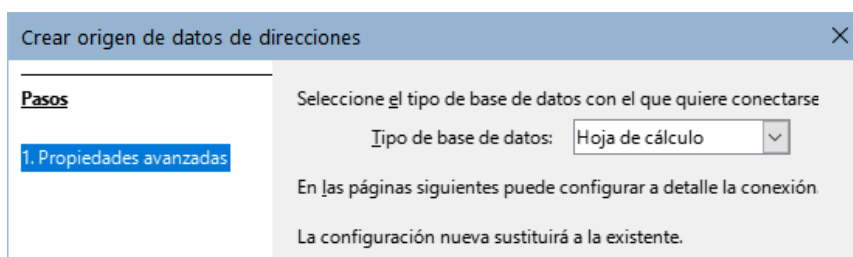 Crear origen de datos de direcciones
Pasos
1. Propiedades avanzadas
Seleccione el tipo de base de datos con el que quiere conectarse
Tipo de base de datos: Hoja de cálculo
En las páginas siguientes puede configurar a detalle la conexión.
La configuración nueva sustituirá a la existente.